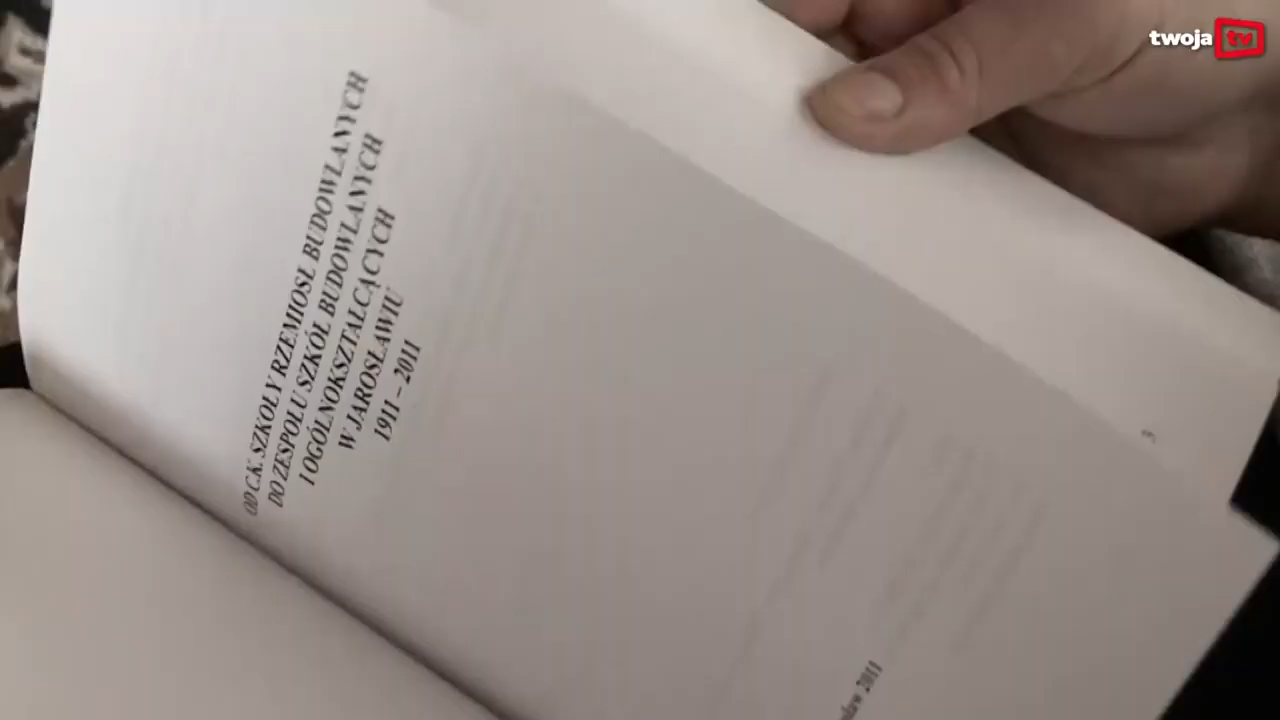 twoja tv
OD C.K. SZKOŁY RZEMIOSŁ BUDOWLANYCH
DO ZESPOŁU SZKÓŁ BUDOWLANYCH
I OGÓLNOKSZTAŁCĄCYCH
W JAROSŁAWIU
1911 – 2011
2011